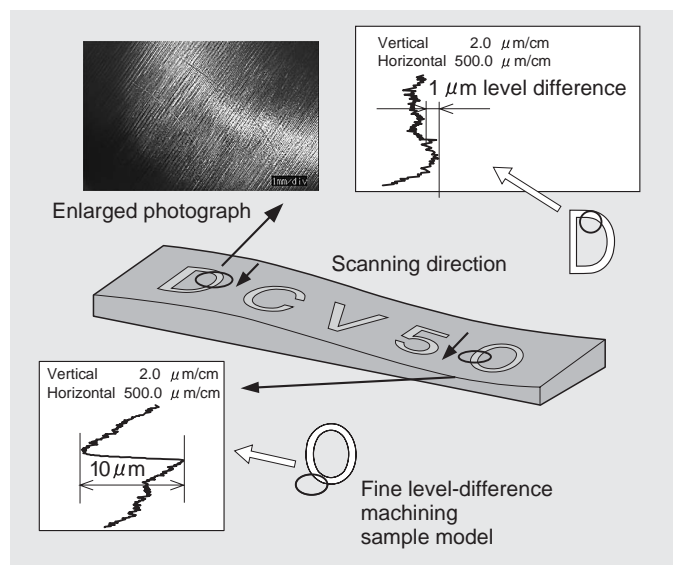 Vertical 2.0 μm/cm
Horizontal 500.0 μm/cm
1 μm level difference
1mm/div
Enlarged photograph
D
Scanning direction
D C V 5 O
Vertical 2.0 μm/cm
Horizontal 500.0 μm/cm
10 μm
O
Fine level-difference
machining
sample model